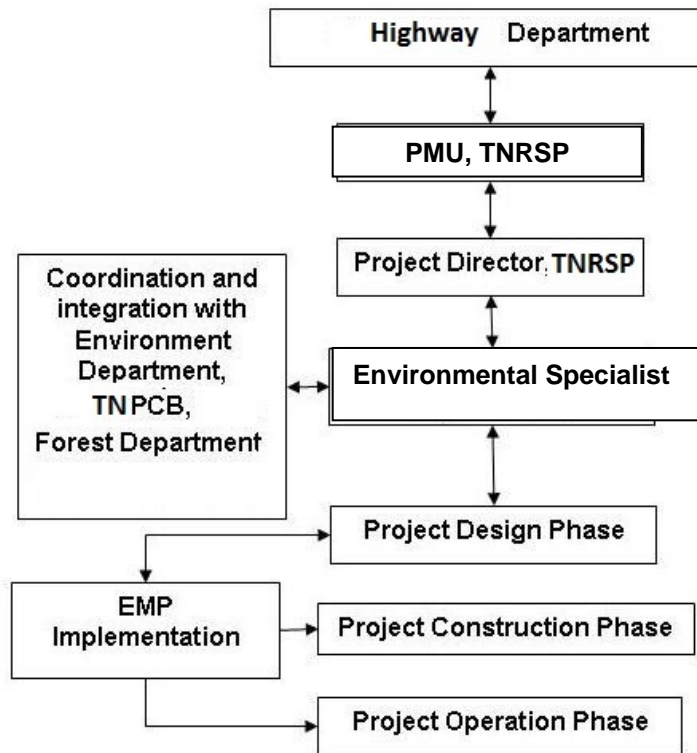 Highway Department
PMU, TNRSP
Project Director, TNRSP
Coordination and
integration with
Environment
Department,
TNPCB,
Forest Department
Environmental Specialist
Project Design Phase
EMP
Implementation
Project Construction Phase
Project Operation Phase